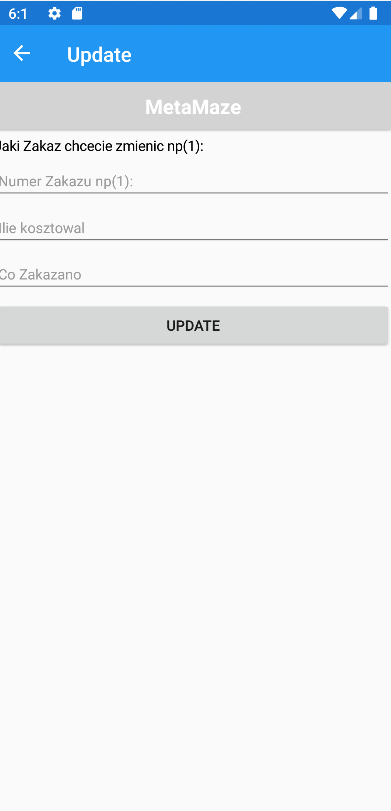 6:1
Update
MetaMaze
Jaki Zakaz chcecie zmienic np(1):
Numer Zakazu np(1):
Ilie kosztowal
Co Zakazano
UPDATE